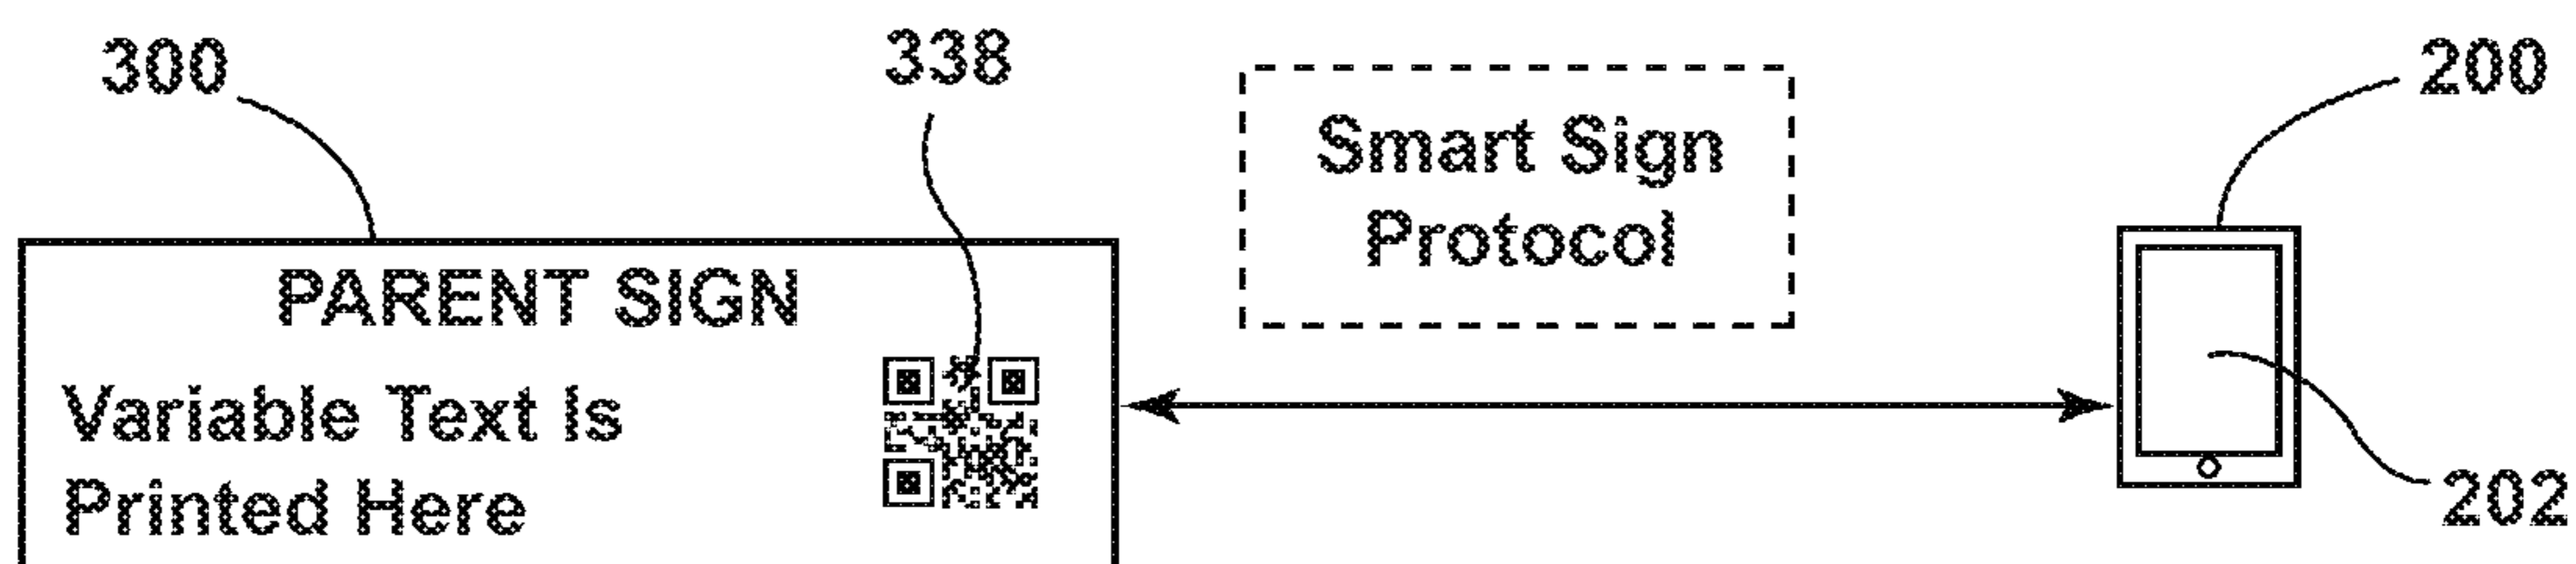 300
338
200
Smart Sign
Protocol
PARENT SIGN
Variable Text Is
Printed Here
202